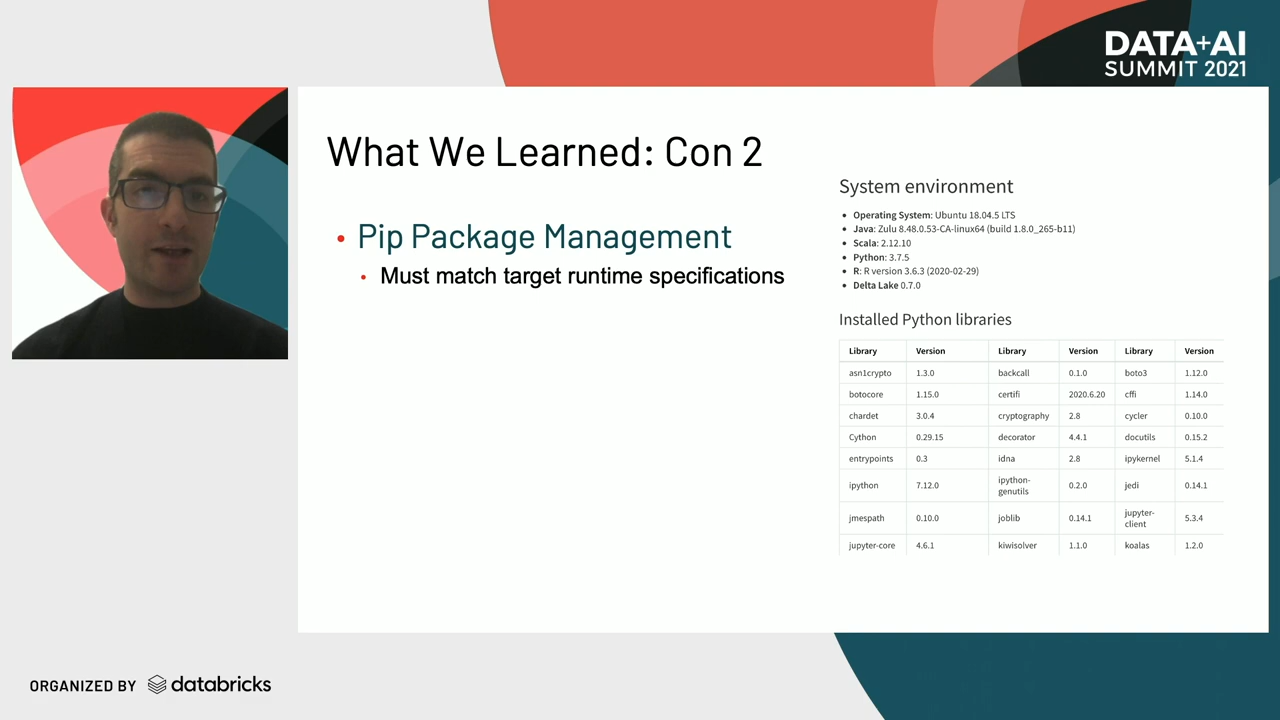 DATA+AI
SUMMIT 2021
What We Learned: Con 2
• Pip Package Management
• Must match target runtime specifications
System environment
• Operating System: Ubuntu 18.04.5 LTS
• Java: Zulu 8.48.0.53-CA-linux64 (build 1.8.0_265-b11)
• Scala: 2.12.10
• Python: 3.7.5
• R: R version 3.6.3 (2020-02-29)
• Delta Lake 0.7.0
Installed Python libraries
Library Version Library Version Library Version
asn1crypto 1.3.0 backcall 0.1.0 boto3 1.12.0
botocore 1.15.0 certifi 2020.6.20 cffi 1.14.0
chardet 3.0.4 cryptography 2.8 cycler 0.10.0
Cython 0.29.15 decorator 4.4.1 docutils 0.15.2
entrypoints 0.3 idna 2.8 ipykernel 5.1.4
ipython 7.12.0 ipython-
genutils 0.2.0 jedi 0.14.1
jmespath 0.10.0 joblib 0.14.1 jupyter-
client 5.3.4
jupyter-core 4.6.1 kiwisolver 1.1.0 koalas 1.2.0
ORGANIZED BY databricks